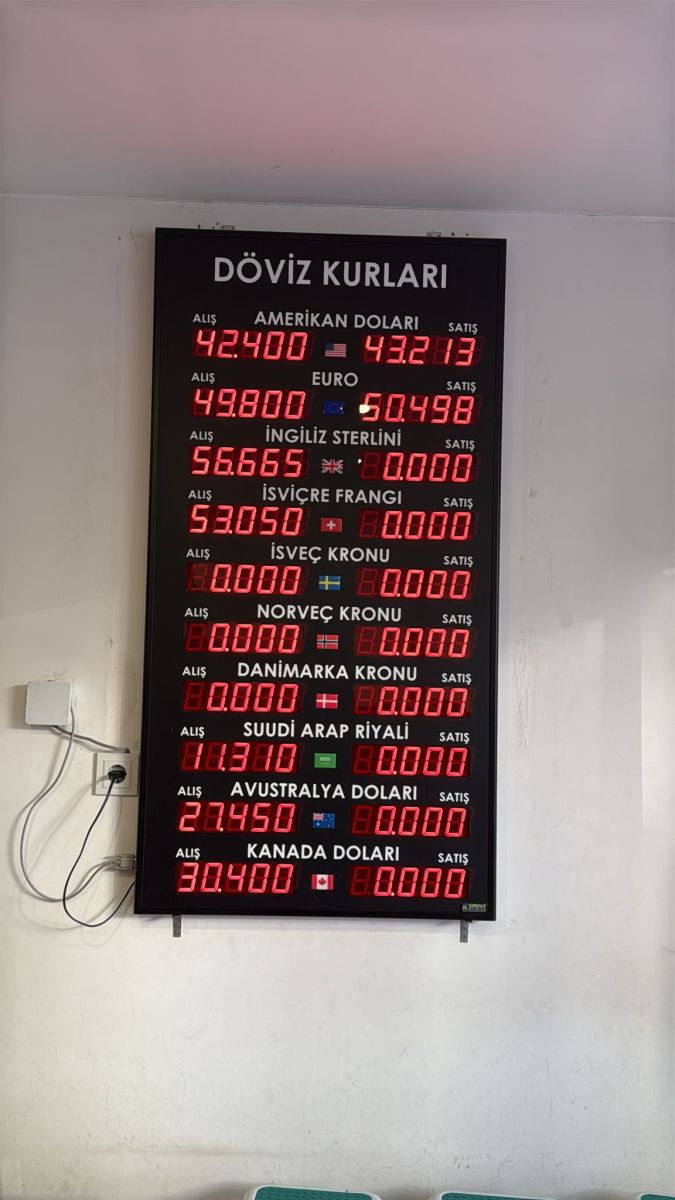 DÖVİZ KURLARI
ALIŞ AMERİKAN DOLARI SATIŞ
42.400 43.213
ALIŞ EURO SATIŞ
49.800 50.498
ALIŞ İNGİLİZ STERLİNİ SATIŞ
56.665 0.000
ALIŞ İSVİÇRE FRANGI SATIŞ
53.050 0.000
ALIŞ İSVEÇ KRONU SATIŞ
0.000 0.000
ALIŞ NORVEÇ KRONU SATIŞ
0.000 0.000
ALIŞ DANİMARKA KRONU SATIŞ
0.000 0.000
ALIŞ SUUDİ ARAP RİYALİ SATIŞ
11.310 0.000
ALIŞ AVUSTRALYA DOLARI SATIŞ
27.450 0.000
ALIŞ KANADA DOLARI SATIŞ
30.400 0.000